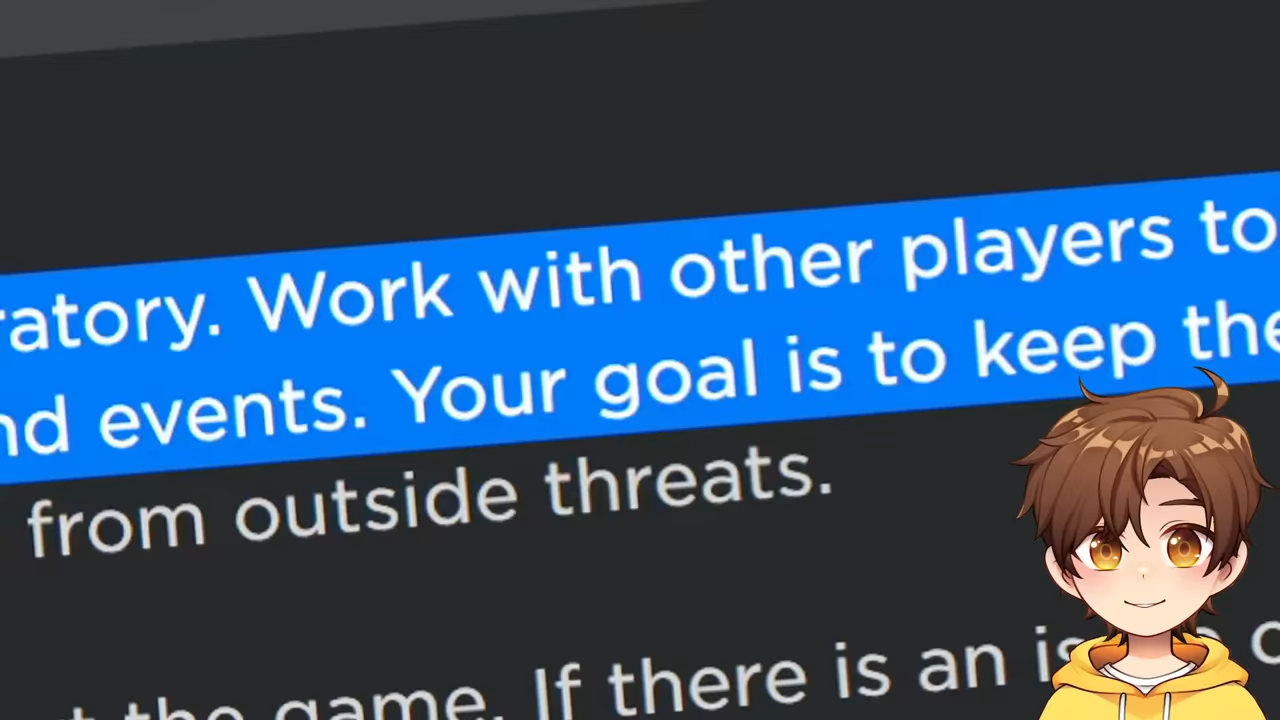 ratory. Work with other players to
nd events. Your goal is to keep the
from outside threats.
t the game. If there is an